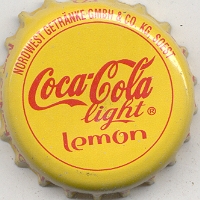 NORDWEST GETRÄNKE GMBH & CO. KG, SOEST
Coca-Cola
light ®
lemon